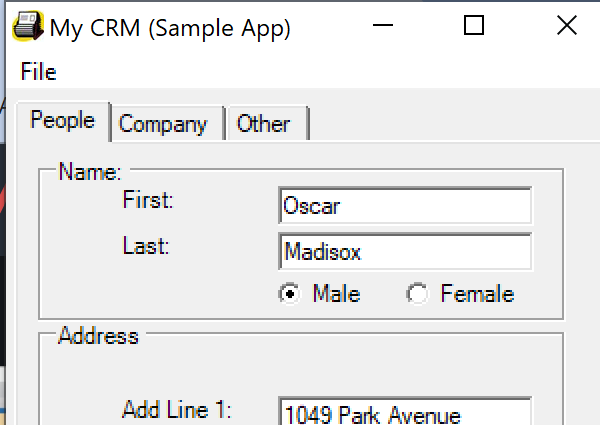 My CRM (Sample App)
File
People Company Other
Name:
First: Oscar
Last: Madisox
Male Female
Address
Add Line 1: 1049 Park Avenue